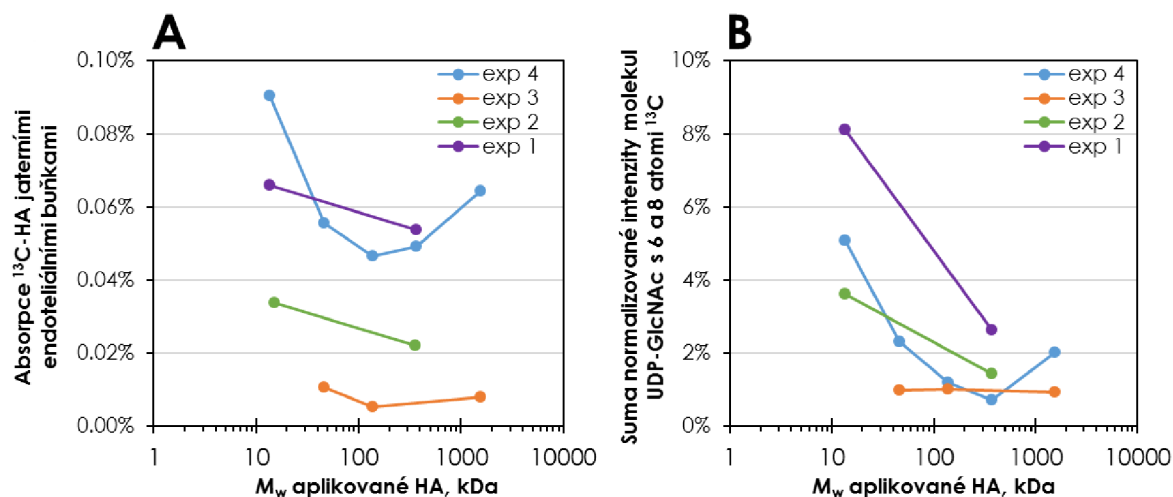 A
Absorpce ¹³C-HA jaterními
endoteliálními buňkami
0.10%
0.08%
0.06%
0.04%
0.02%
0.00%
exp 4
exp 3
exp 2
exp 1
1
10
100
1000
10000
Mw aplikované HA, kDa
B
Suma normalizované intenzity molekul
UDP-GlcNAc s 6 a 8 atomi ¹³C
10%
8%
6%
4%
2%
0%
exp 4
exp 3
exp 2
exp 1
1
10
100
1000
10000
Mw aplikované HA, kDa